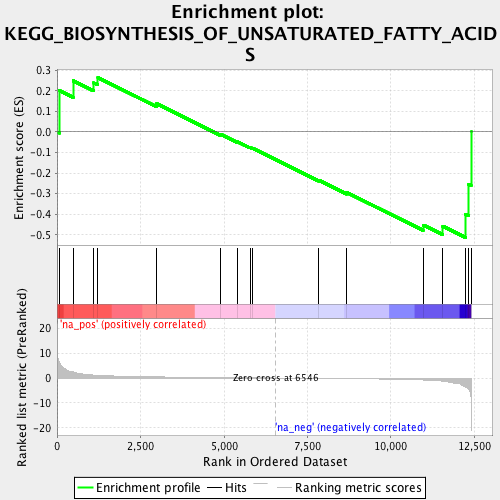 Enrichment plot:
KEGG_BIOSYNTHESIS_OF_UNSATURATED_FATTY_ACID
S
Enrichment score (ES)
0.3
0.2
0.1
0.0
-0.1
-0.2
-0.3
-0.4
-0.5
'na_pos' (positively correlated)
Ranked list metric (PreRanked)
20
10
0
-10
-20
Zero cross at 6546
'na_neg' (negatively correlated)
0
2,500
5,000
7,500
10,000
12,500
Rank in Ordered Dataset
Enrichment profile
Hits
Ranking metric scores